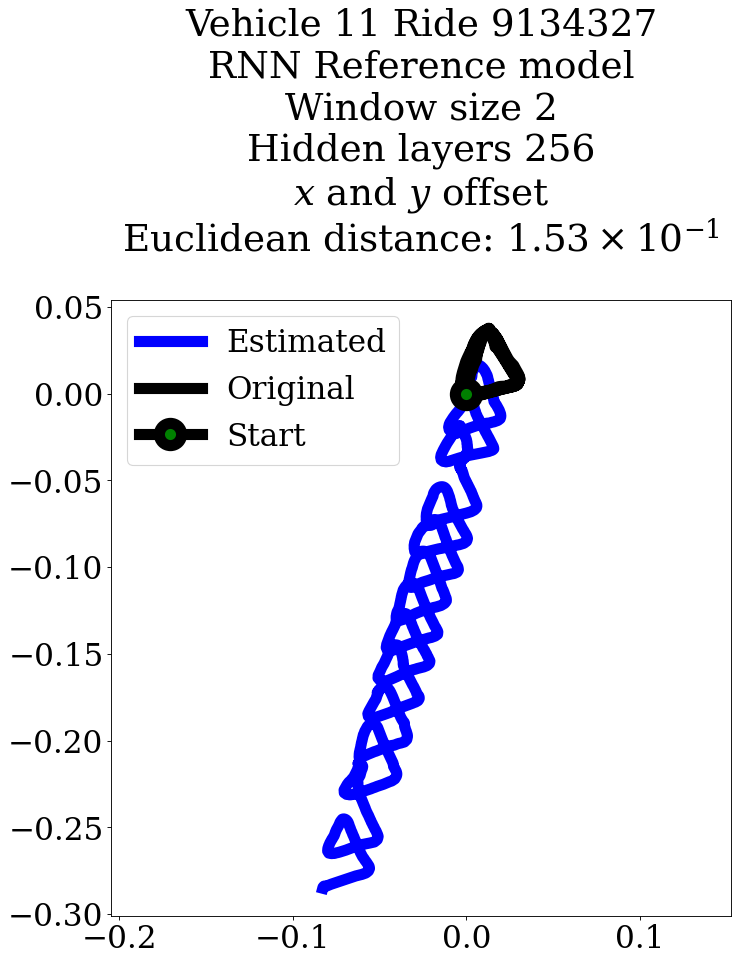 Vehicle 11 Ride 9134327
RNN Reference model
Window size 2
Hidden layers 256
x and y offset
Euclidean distance: 1.53 × 10⁻¹
Estimated
Original
Start
0.05
0.00
−0.05
−0.10
−0.15
−0.20
−0.25
−0.30
−0.2 −0.1 0.0 0.1